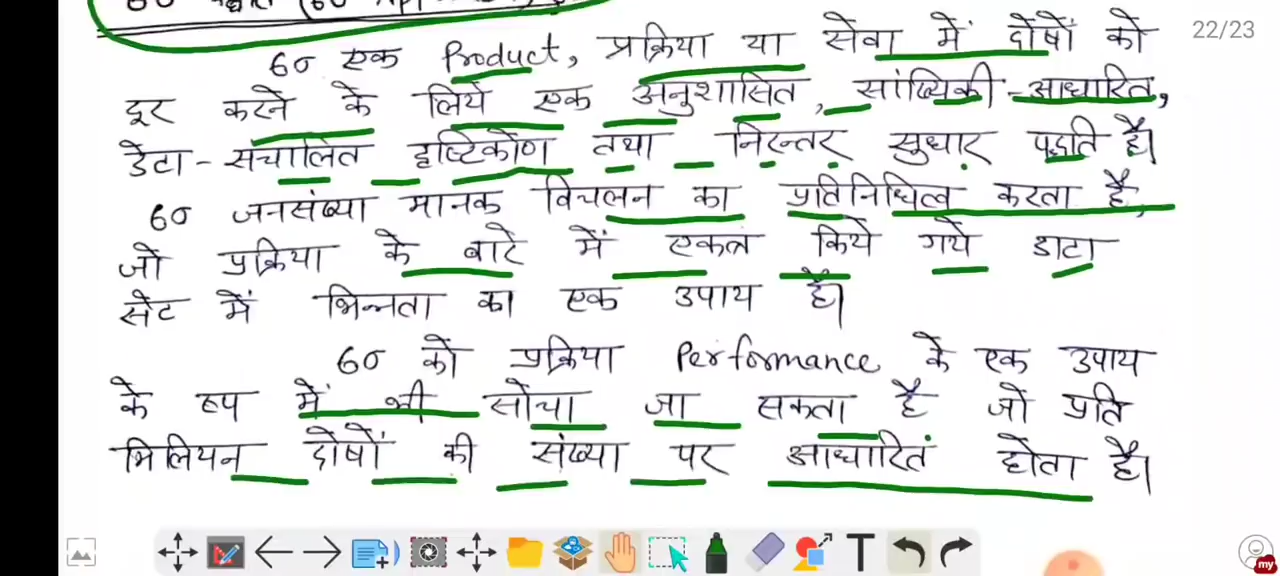 22/23
6σ एक Product, प्रक्रिया या सेवा में दोषों को
दूर करने के लिये एक अनुशासित, सांख्यिकी-आधारित,
डेटा-संचालित दृष्टिकोण तथा निरन्तर सुधार पद्धति है।
6σ जनसंख्या मानक विचलन का प्रतिनिधित्व करता है,
जो प्रक्रिया के बारे में एकत्र किये गये डाटा
सेट में भिन्नता का एक उपाय है।
6σ को प्रक्रिया Performance के एक उपाय
के रूप में भी सोचा जा सकता है जो प्रति
मिलियन दोषों की संख्या पर आधारित होता है।
T
my